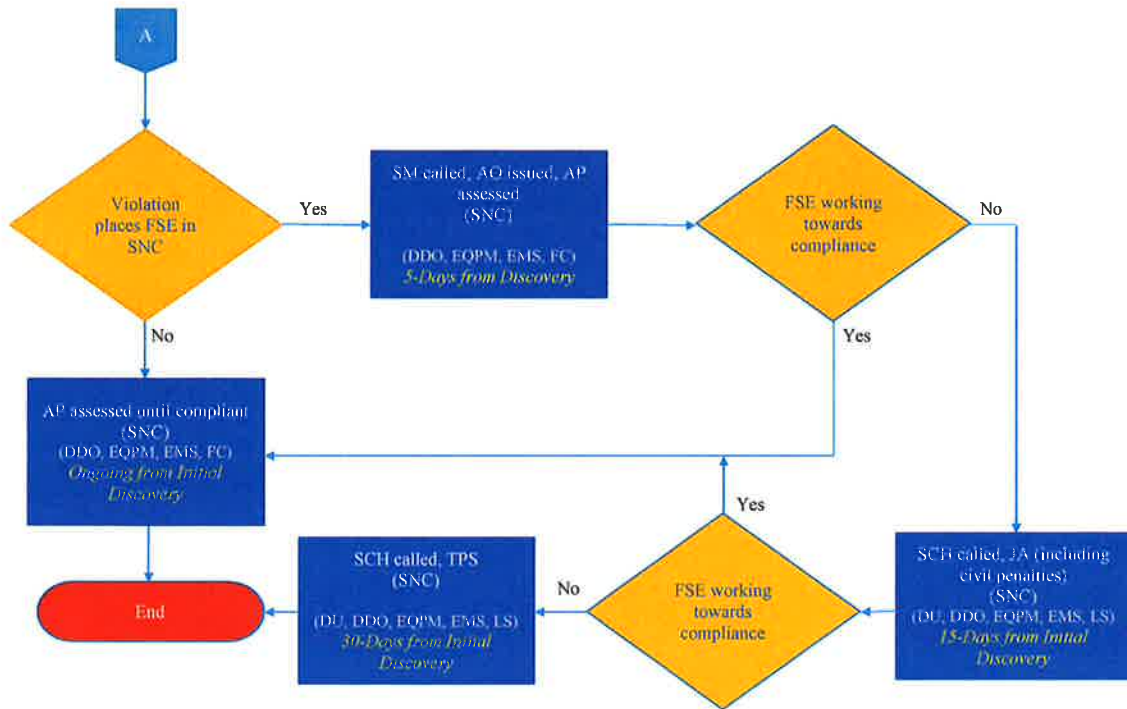 A
Violation
places FSE in
SNC
Yes
SM called, AO issued, AP
assessed
(SNC)
(DDO, EQPM, EMS, FC)
5-Days from Discovery
FSE working
towards
compliance
No
Yes
No
AP assessed until compliant
(SNC)
(DDO, EQPM, EMS, FC)
Ongoing from Initial
Discovery
End
SCH called, TPS
(SNC)
(DU, DDO, EQPM, EMS, LS)
30-Days from Initial
Discovery
No
Yes
FSE working
towards
compliance
SCH called, JA (including
civil penalties)
(SNC)
(DU, DDO, EQPM, EMS, LS)
15-Days from Initial
Discovery